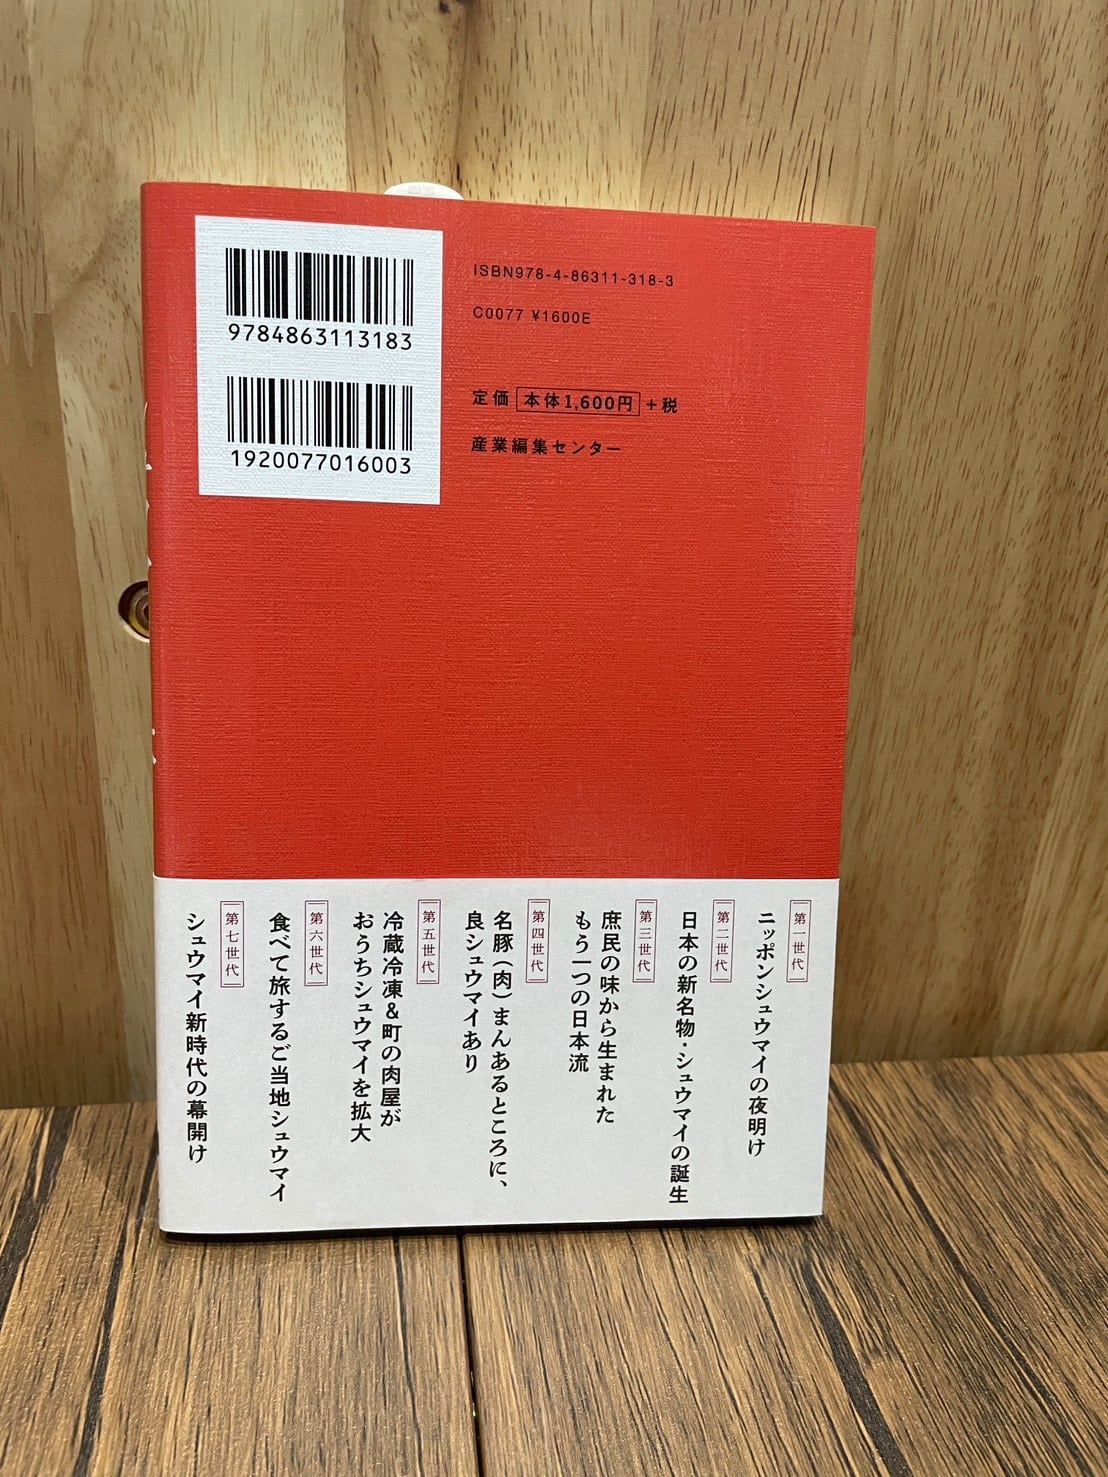 9784863113183
1920077016003
ISBN978-4-86311-318-3
C0077 ¥1600E
定価 本体1,600円 +税
産業編集センター
第一世代
ニッポンシュウマイの夜明け
第二世代
日本の新名物・シュウマイの誕生
第三世代
庶民の味から生まれた
もう一つの日本流
第四世代
名豚(肉)まんあるところに、
良シュウマイあり
第五世代
冷蔵冷凍&町の肉屋が
おうちシュウマイを拡大
第六世代
食べて旅するご当地シュウマイ
第七世代
シュウマイ新時代の幕開け